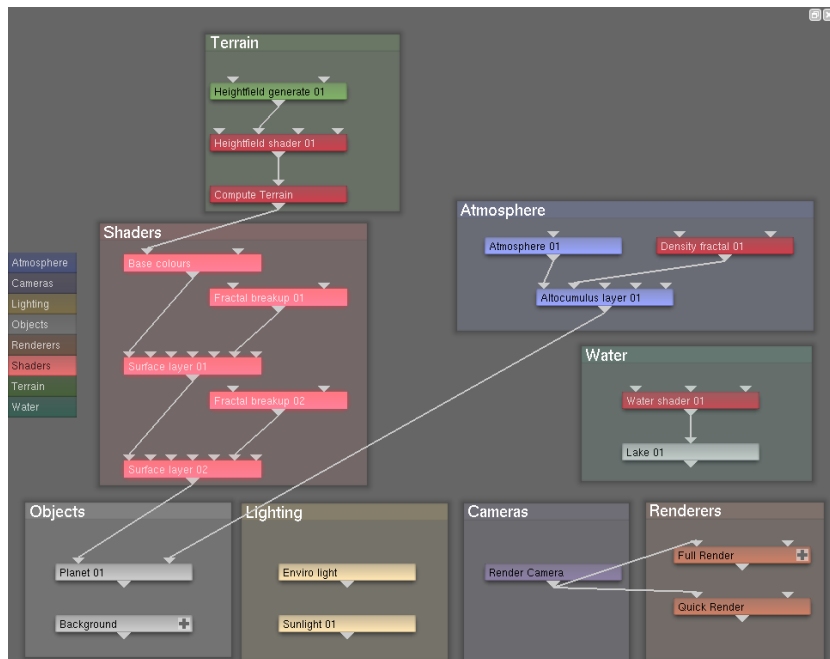 Terrain
Heightfield generate 01
Heightfield shader 01
Compute Terrain
Shaders
Base colours
Fractal breakup 01
Surface layer 01
Fractal breakup 02
Surface layer 02
Atmosphere
Atmosphere 01
Density fractal 01
Altocumulus layer 01
Atmosphere
Cameras
Lighting
Objects
Renderers
Shaders
Terrain
Water
Water
Water shader 01
Lake 01
Objects
Planet 01
Background
Lighting
Enviro light
Sunlight 01
Cameras
Render Camera
Renderers
Full Render
Quick Render